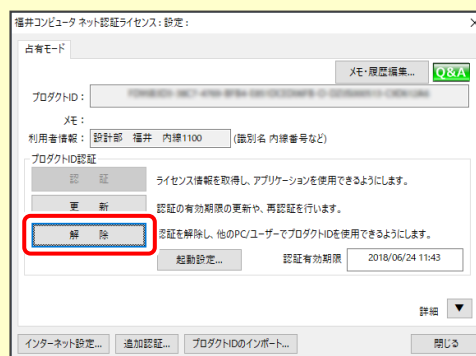 福井コンピュータ ネット認証ライセンス：設定：
占有モード
メモ・履歴編集... Q&A
プロダクトID：
メモ：
利用者情報： 設計部 福井 内線1100 (識別名 内線番号など)
プロダクトID認証
認 証 ライセンス情報を取得し、アプリケーションを使用できるようにします。
更 新 認証の有効期限の更新や、再認証を行います。
解 除 認証を解除し、他のPC/ユーザーでプロダクトIDを使用できるようにします。
起動設定... 認証有効期限 2018/06/24 11:43
詳細 ▼
インターネット設定... 追加認証... プロダクトIDのインポート... 閉じる